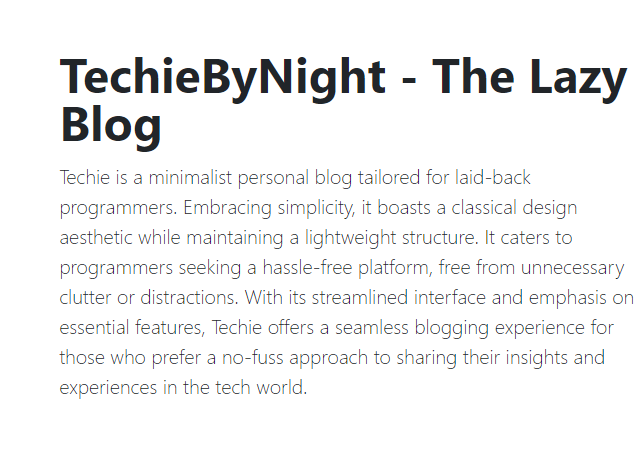 TechieByNight - The Lazy
Blog
Techie is a minimalist personal blog tailored for laid-back
programmers. Embracing simplicity, it boasts a classical design
aesthetic while maintaining a lightweight structure. It caters to
programmers seeking a hassle-free platform, free from unnecessary
clutter or distractions. With its streamlined interface and emphasis on
essential features, Techie offers a seamless blogging experience for
those who prefer a no-fuss approach to sharing their insights and
experiences in the tech world.